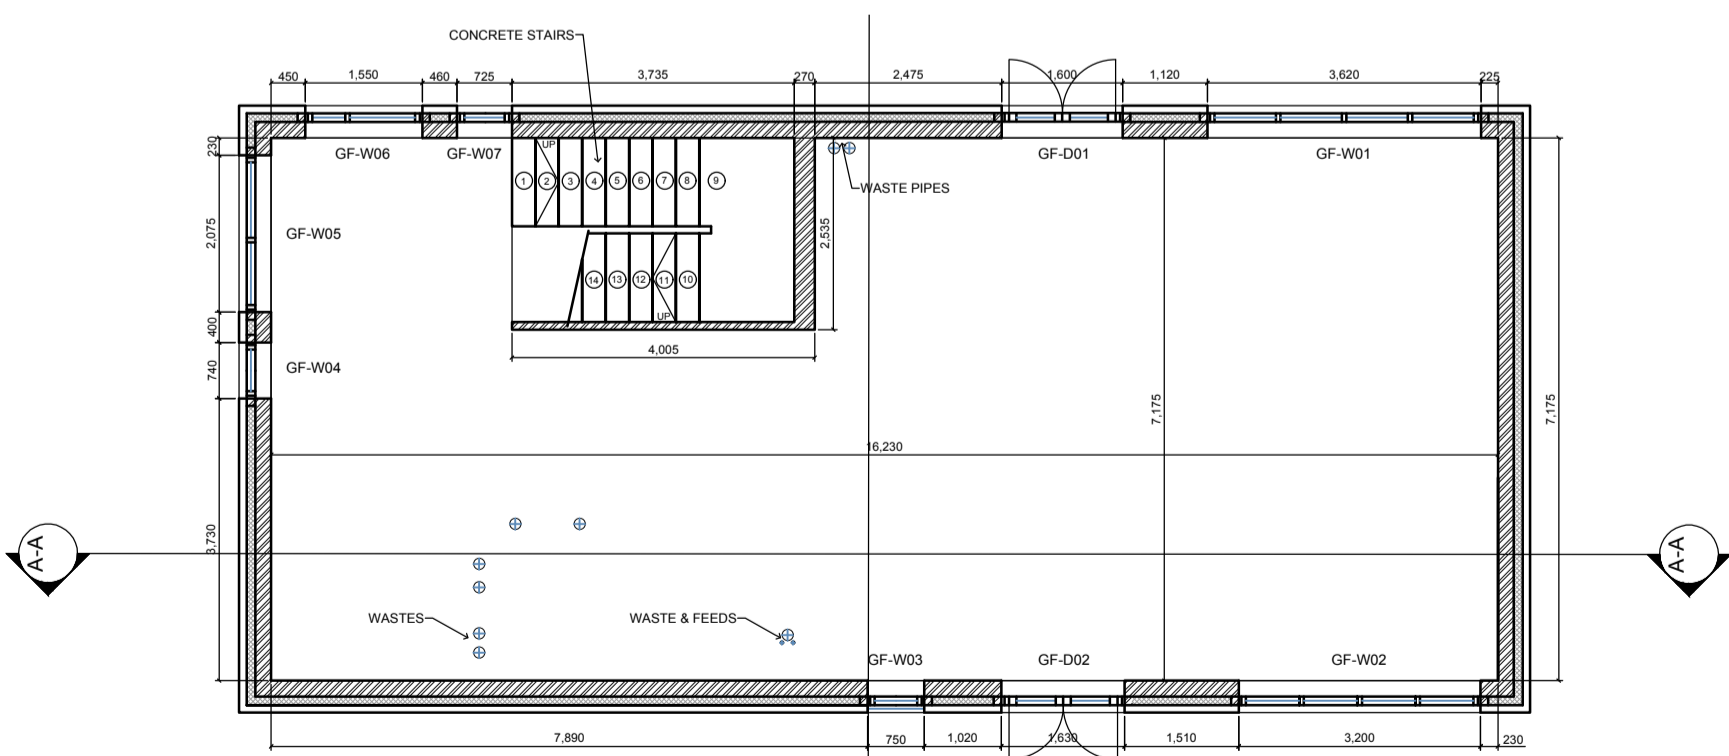 CONCRETE STAIRS
450
1,550
460
725
3,735
270
2,475
1,600
1,120
3,620
225
230
GF-W06
GF-W07
UP
GF-D01
GF-W01
1
2
3
4
5
6
7
8
9
WASTE PIPES
2,075
GF-W05
2,535
14
13
12
11
10
UP
400
4,005
740
GF-W04
7,175
7,175
16,230
3,730
A-A
A-A
WASTES
WASTE & FEEDS
GF-W03
GF-D02
GF-W02
7,890
750
1,020
1,630
1,510
3,200
230